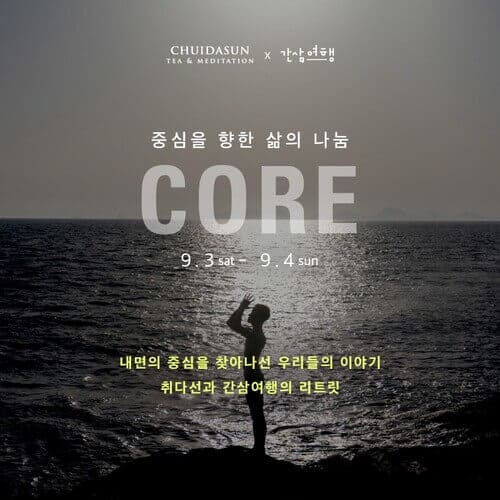 CHUIDASUN x 간삶여행
TEA & MEDITATION
중심을 향한 삶의 나눔
CORE
9.3 sat - 9.4 sun
내면의 중심을 찾아나선 우리들의 이야기
취다선과 간삼여행의 리트릿